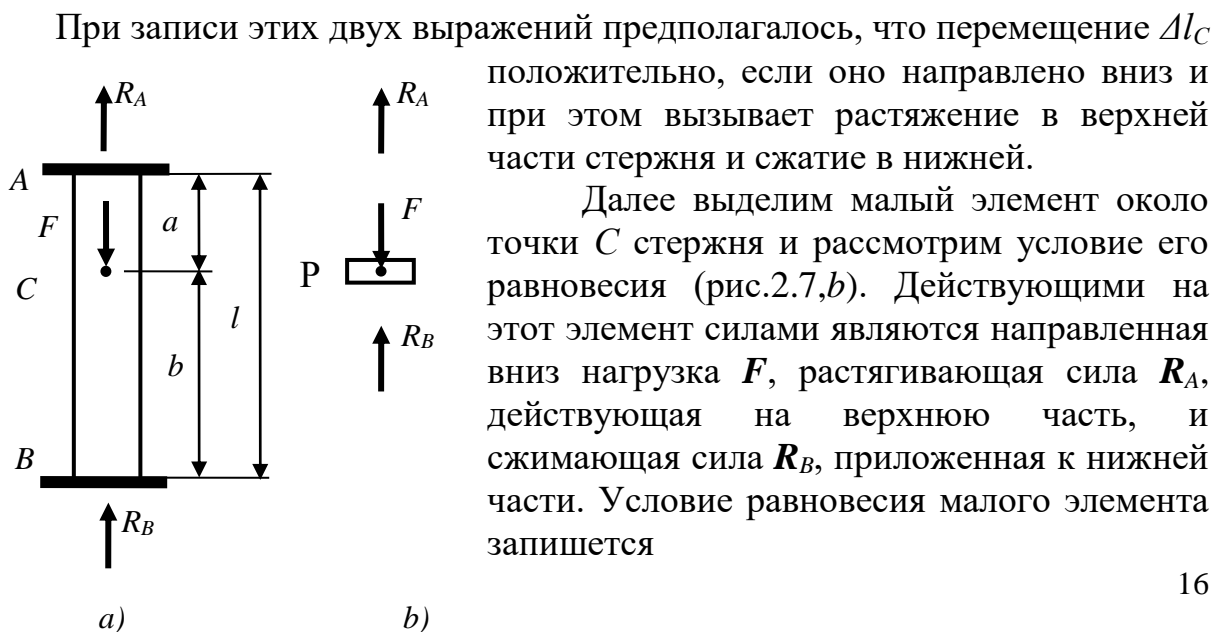 При записи этих двух выражений предполагалось, что перемещение Δl_C
положительно, если оно направлено вниз и
при этом вызывает растяжение в верхней
части стержня и сжатие в нижней.
Далее выделим малый элемент около
точки C стержня и рассмотрим условие его
равновесия (рис.2.7,b). Действующими на
этот элемент силами являются направленная
вниз нагрузка F, растягивающая сила R_A,
действующая на верхнюю часть, и
сжимающая сила R_B, приложенная к нижней
части. Условие равновесия малого элемента
запишется
R_A
A
F
a
C
l
b
B
R_B
a)
R_A
F
P
R_B
b)
16